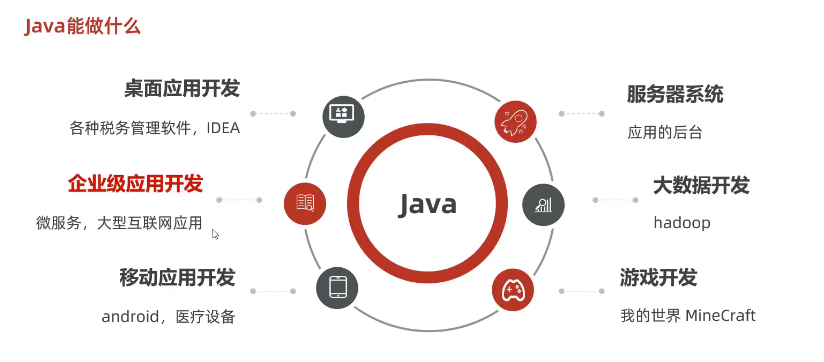 Java能做什么
桌面应用开发
各种税务管理软件，IDEA
企业级应用开发
微服务，大型互联网应用
移动应用开发
android，医疗设备
Java
服务器系统
应用的后台
大数据开发
hadoop
游戏开发
我的世界 MineCraft